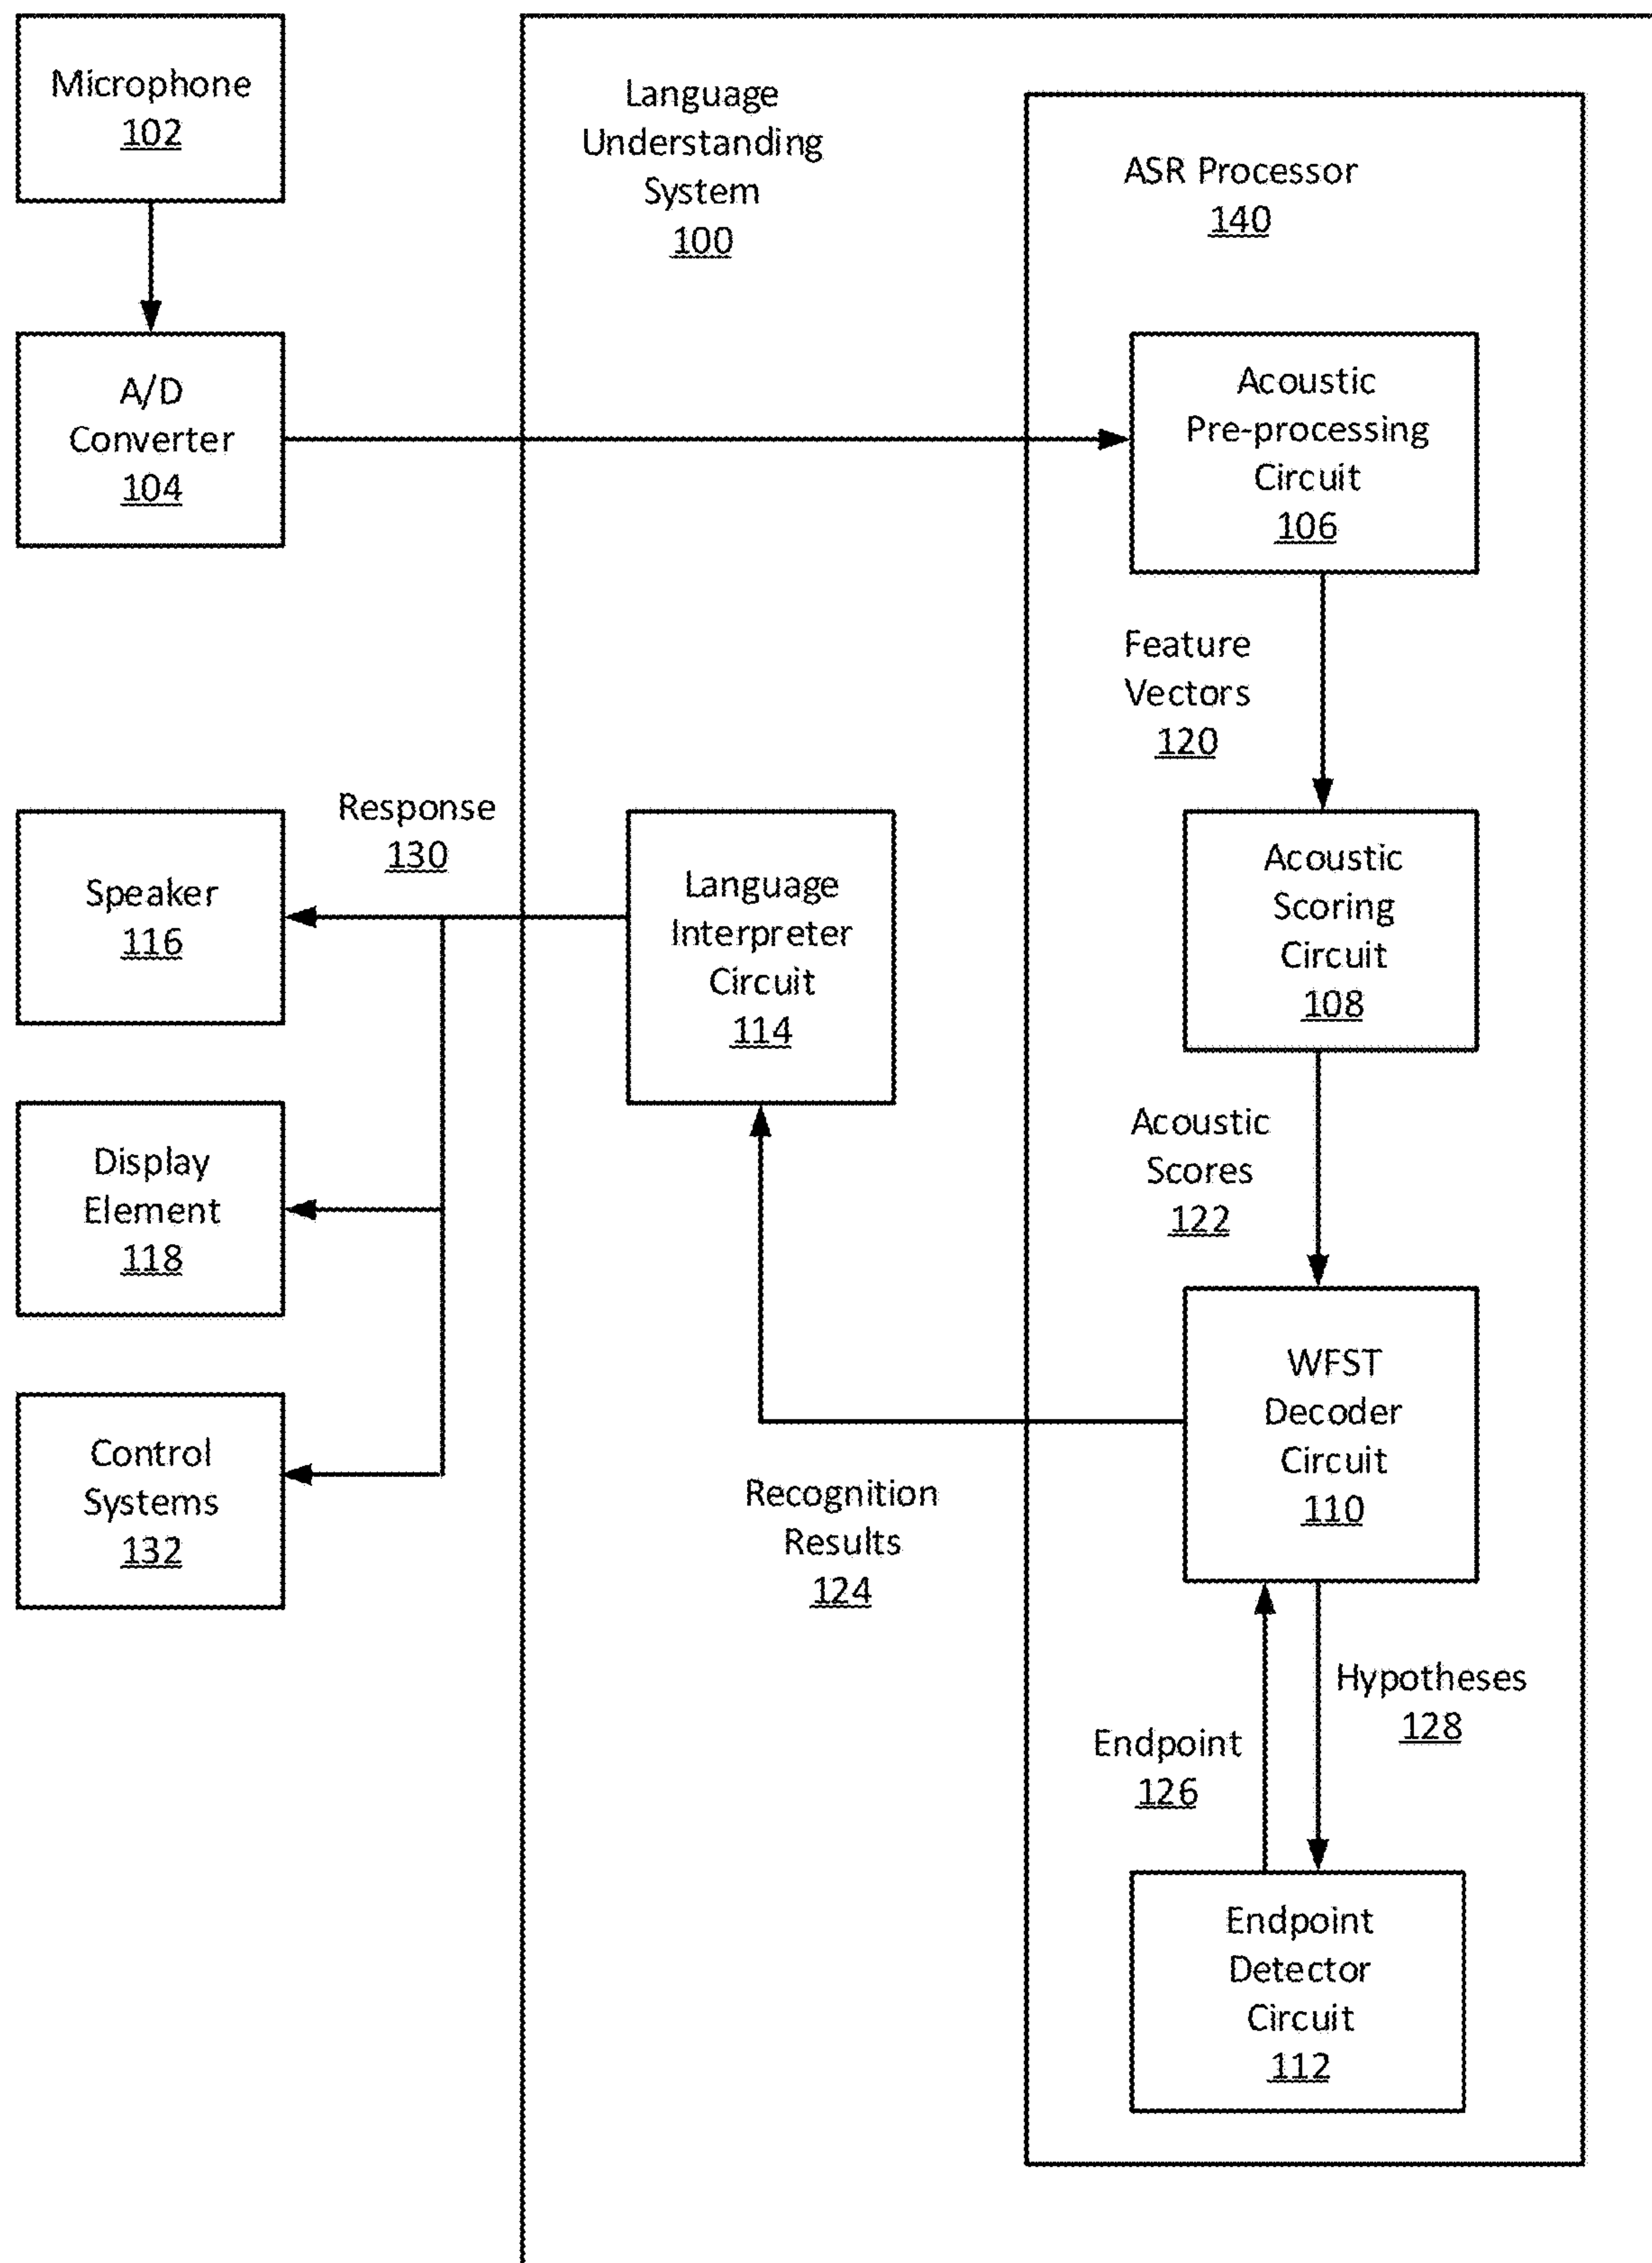 Microphone
102
Language
Understanding
System
100
ASR Processor
140
A/D
Converter
104
Acoustic
Pre-processing
Circuit
106
Feature
Vectors
120
Response
130
Speaker
116
Language
Interpreter
Circuit
114
Acoustic
Scoring
Circuit
108
Display
Element
118
Acoustic
Scores
122
Control
Systems
132
WFST
Decoder
Circuit
110
Recognition
Results
124
Hypotheses
128
Endpoint
126
Endpoint
Detector
Circuit
112